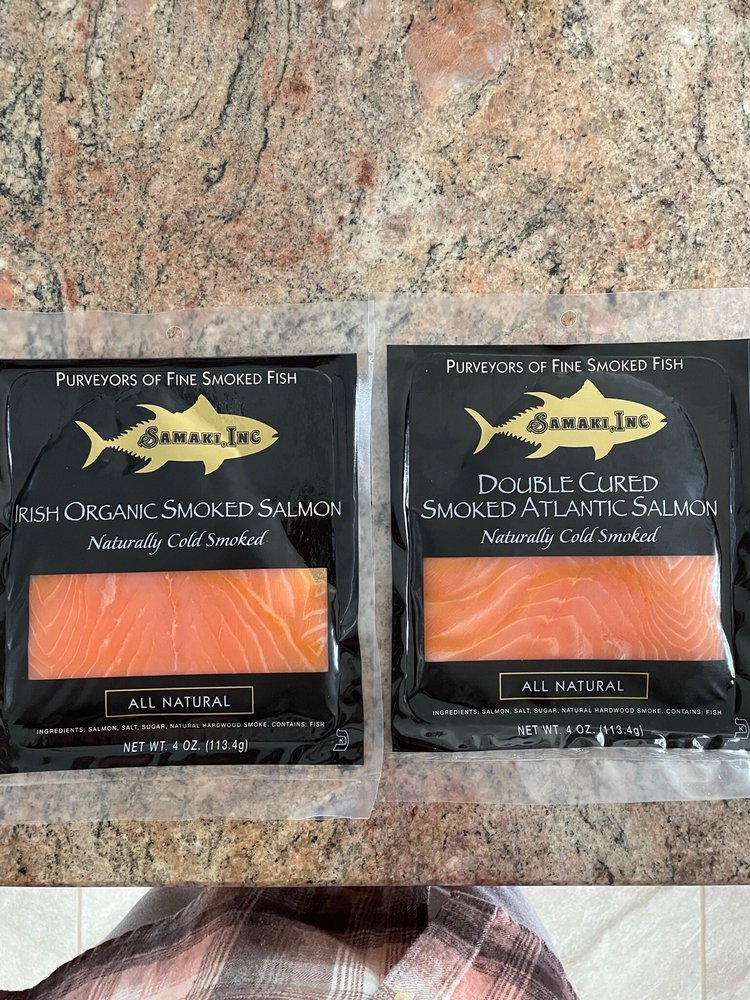 PURVEYORS OF FINE SMOKED FISH
SAMAKI, INC
IRISH ORGANIC SMOKED SALMON
Naturally Cold Smoked
ALL NATURAL
INGREDIENTS: SALMON, SALT, SUGAR, NATURAL HARDWOOD SMOKE. CONTAINS: FISH
NET WT. 4 OZ. (113.4g)
K
PURVEYORS OF FINE SMOKED FISH
SAMAKI, INC
DOUBLE CURED
SMOKED ATLANTIC SALMON
Naturally Cold Smoked
ALL NATURAL
INGREDIENTS: SALMON, SALT, SUGAR, NATURAL HARDWOOD SMOKE. CONTAINS: FISH
NET WT. 4 OZ. (113.4g)
K